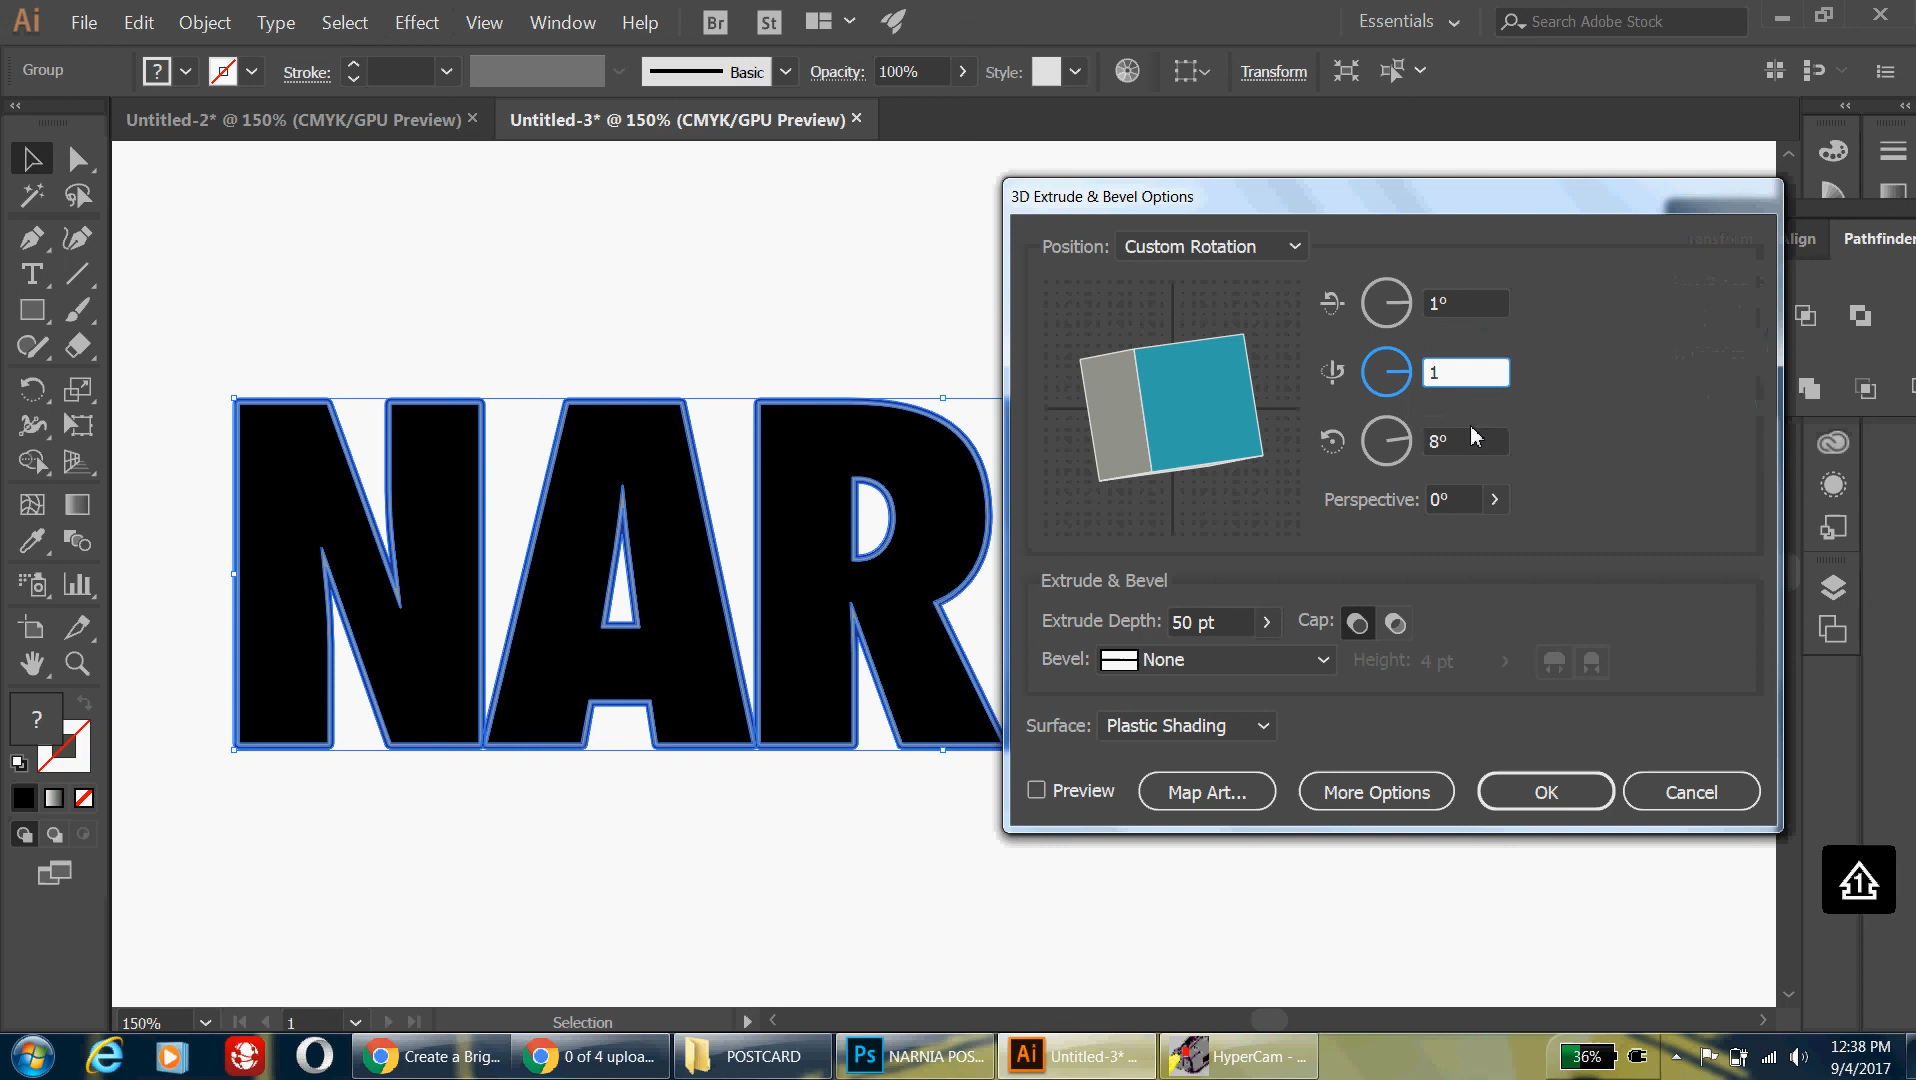 Ai File Edit Object Type Select Effect View Window Help Br St Essentials Search Adobe Stock
Group ? Stroke: Basic Opacity: 100% Style: Transform
Untitled-2* @ 150% (CMYK/GPU Preview) Untitled-3* @ 150% (CMYK/GPU Preview)
3D Extrude & Bevel Options
Position: Custom Rotation
Align Pathfinder
1°
1
8°
Perspective: 0°
NAR
Extrude & Bevel
Extrude Depth: 50 pt Cap:
Bevel: None Height: 4 pt
Surface: Plastic Shading
Preview Map Art... More Options OK Cancel
?
1
150% 1 Selection
Create a Brig... 0 of 4 uploa... POSTCARD Ps NARNIA POS... Ai Untitled-3* ... HyperCam - ... 36% 12:38 PM
9/4/2017